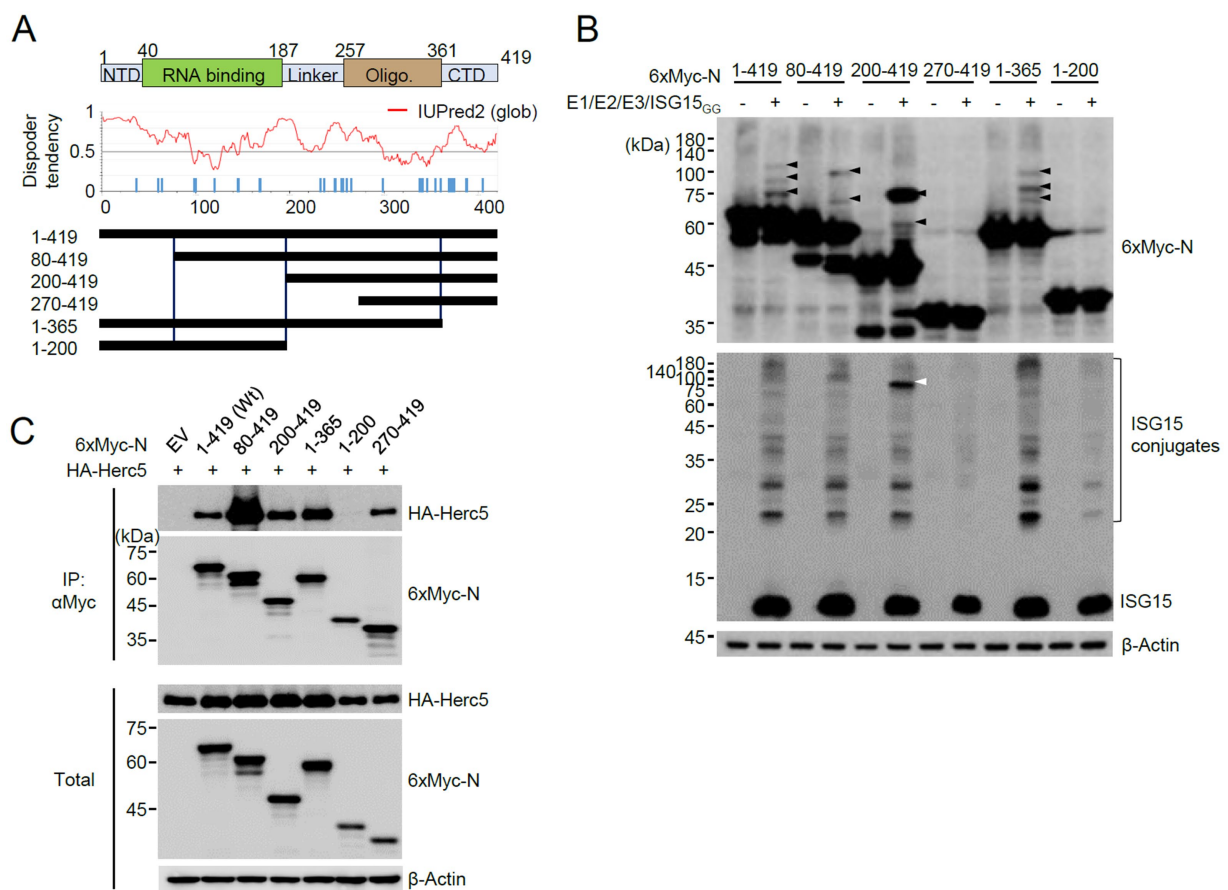 A
1 40 187 257 361 419
NTD RNA binding Linker Oligo. CTD
IUPred2 (glob)
Dispoder tendency
1
0.5
0
0 100 200 300 400
1-419
80-419
200-419
270-419
1-365
1-200
B
6xMyc-N 1-419 80-419 200-419 270-419 1-365 1-200
E1/E2/E3/ISG15GG - + - + - + - + - + - +
(kDa)
180
140
100
75
60
45
35
6xMyc-N
180
140
100
75
60
45
35
25
20
15
ISG15 conjugates
ISG15
45
β-Actin
C
6xMyc-N EV 1-419 (Wt) 80-419 200-419 1-365 1-200 270-419
HA-Herc5 + + + + + + +
HA-Herc5
(kDa)
75
60
45
35
IP: αMyc
6xMyc-N
HA-Herc5
75
60
45
Total
6xMyc-N
β-Actin